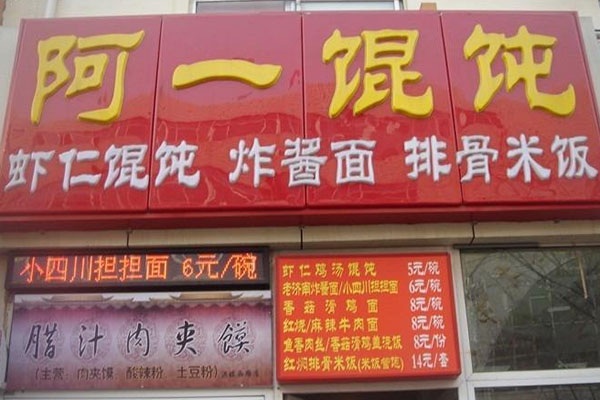 阿一馄饨
虾仁馄饨 炸酱面 排骨米饭
小四川担担面 6元/碗
腊汁肉夹馍
(主营：肉夹馍 酸辣粉 土豆粉)
虾仁鸡汤馄饨 5元/碗
老济南炸酱面/小四川担担面 6元/碗
香菇滑鸡面 8元/碗
红烧/麻辣牛肉面 8元/碗
鱼香肉丝/香菇滑鸡盖浇饭 8元/份
红焖排骨米饭(米饭管饱) 14元/套